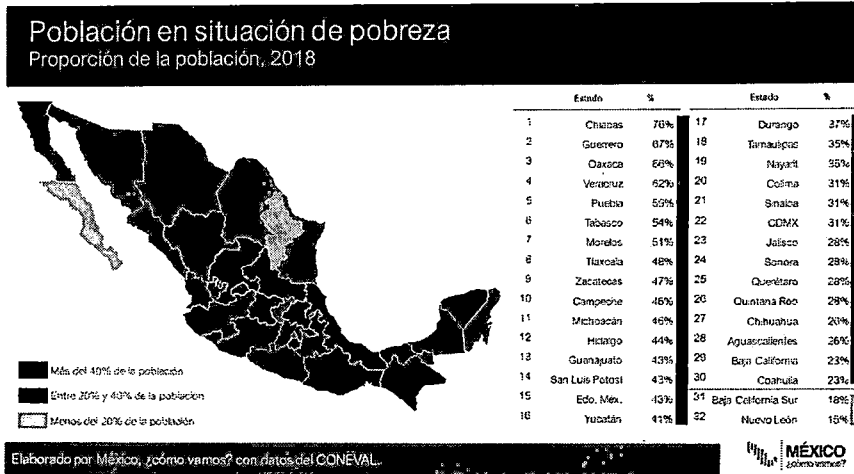 Población en situación de pobreza
Proporción de la población, 2018
Estado %
1 Chiapas 76%
2 Guerrero 67%
3 Oaxaca 66%
4 Veracruz 62%
5 Puebla 59%
6 Tabasco 54%
7 Morelos 51%
8 Tlaxcala 48%
9 Zacatecas 47%
10 Campeche 46%
11 Michoacán 46%
12 Hidalgo 44%
13 Guanajuato 43%
14 San Luis Potosí 43%
15 Edo. Méx. 43%
16 Yucatán 41%
Estado %
17 Durango 37%
18 Tamaulipas 35%
19 Nayarit 35%
20 Colima 31%
21 Sinaloa 31%
22 CDMX 31%
23 Jalisco 28%
24 Sonora 28%
25 Querétaro 28%
26 Quintana Roo 28%
27 Chihuahua 26%
28 Aguascalientes 26%
29 Baja California 23%
30 Coahuila 23%
31 Baja California Sur 18%
32 Nuevo León 15%
Más del 40% de la población
Entre 20% y 40% de la población
Menos del 20% de la población
Elaborado por México, ¿cómo vamos? con datos del CONEVAL.
MÉXICO
¿cómo vamos?